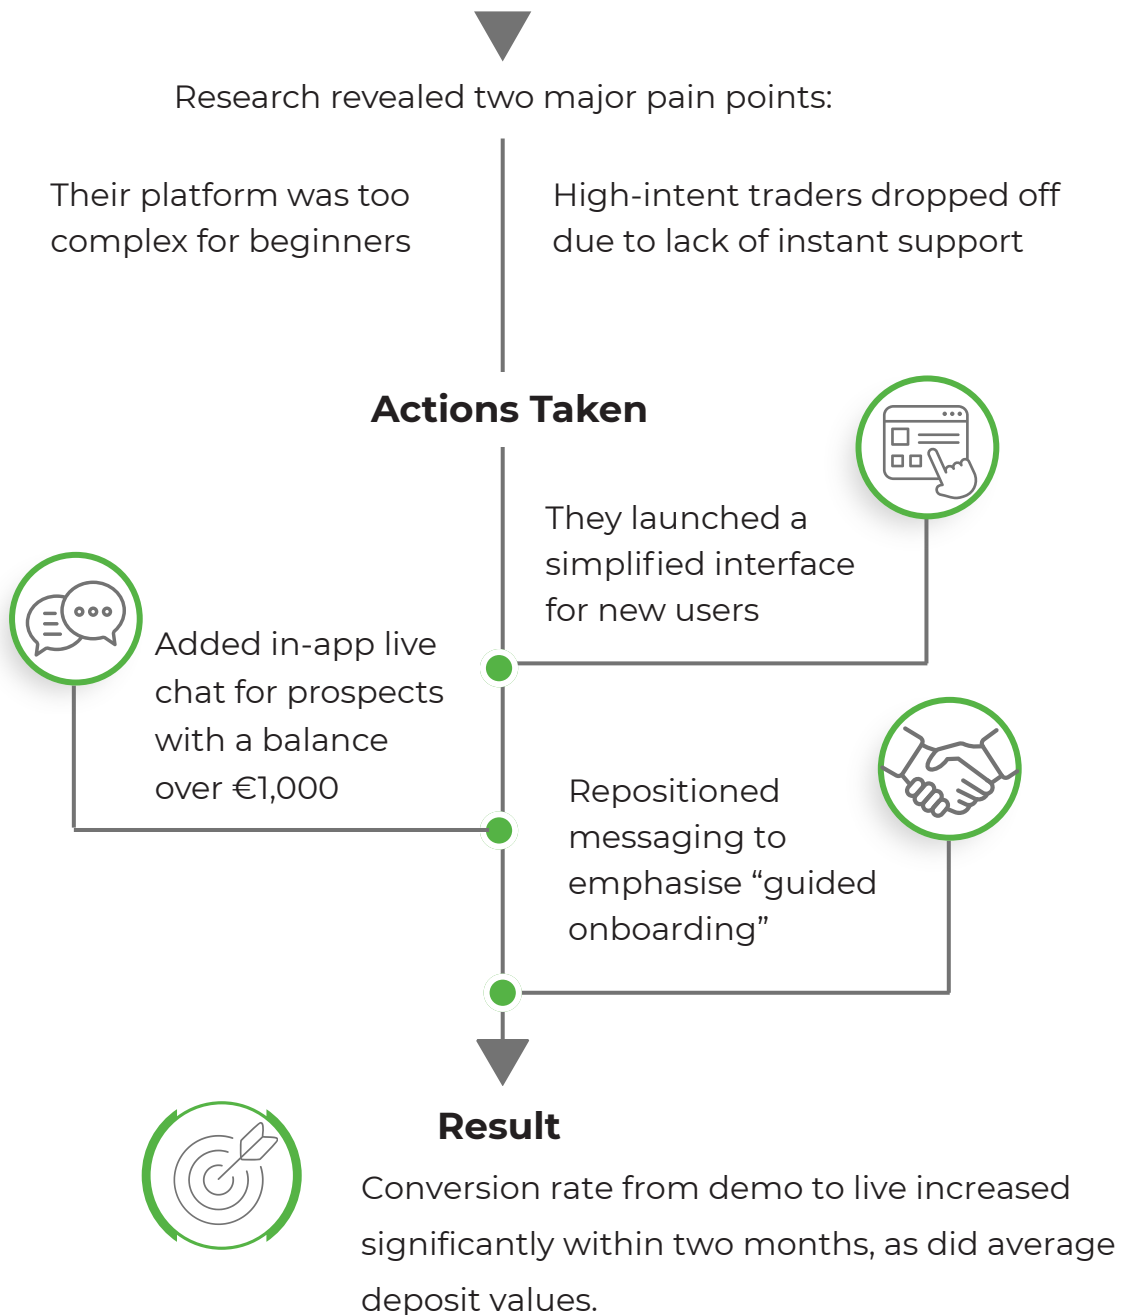 Research revealed two major pain points:
Their platform was too
complex for beginners
High-intent traders dropped off
due to lack of instant support
Actions Taken
They launched a
simplified interface
for new users
Added in-app live
chat for prospects
with a balance
over €1,000
Repositioned
messaging to
emphasise “guided
onboarding”
Result
Conversion rate from demo to live increased
significantly within two months, as did average
deposit values.